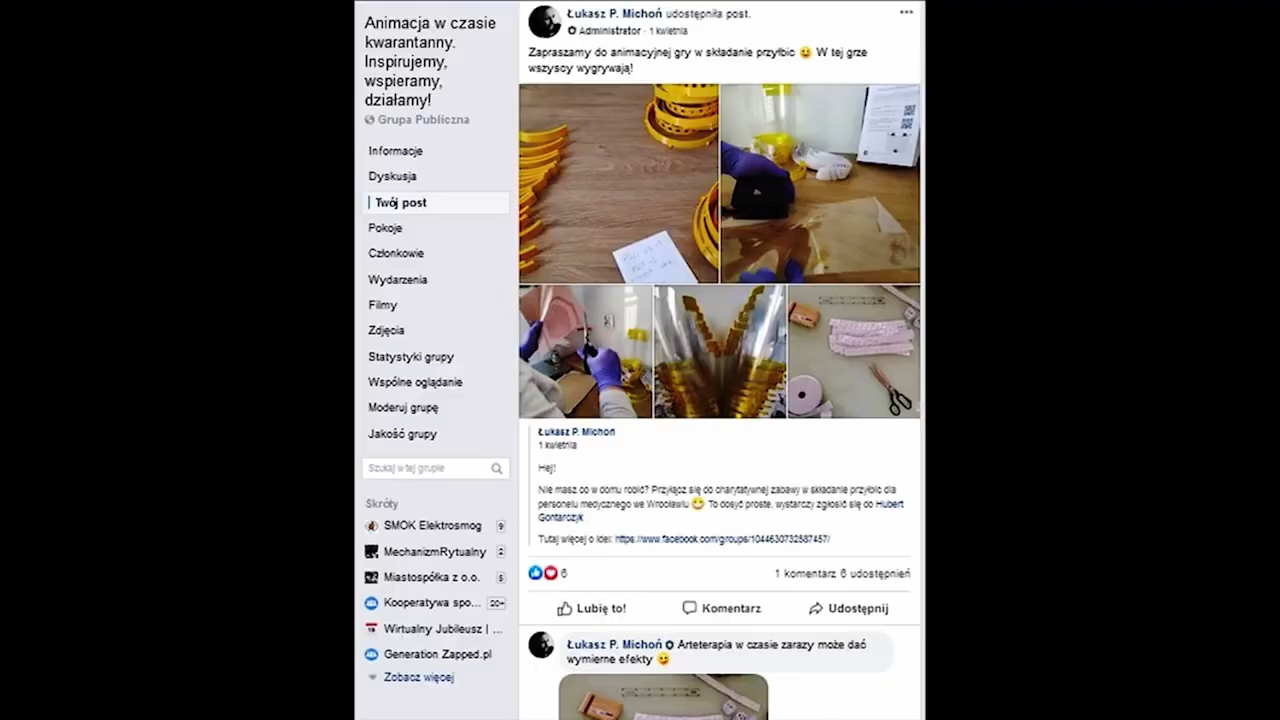 Animacja w czasie
kwarantanny.
Inspirujemy,
wspieramy,
działamy!
Grupa Publiczna
Informacje
Dyskusja
Twój post
Pokoje
Członkowie
Wydarzenia
Filmy
Zdjęcia
Statystyki grupy
Wspólne oglądanie
Moderuj grupę
Jakość grupy
Szukaj w tej grupie
Skróty
SMOK Elektrosmog 9
MechanizmRytualny 2
Miastospółka z o.o. 5
Kooperatywa spo... 20+
Wirtualny Jubileusz | ...
Generation Zapped.pl
Zobacz więcej
Łukasz P. Michoń udostępniła post.
Administrator · 1 kwietnia
Zapraszamy do animacyjnej gry w składanie przyłbic 😀 W tej grze
wszyscy wygrywają!
Łukasz P. Michoń
1 kwietnia
Hej!
Nie masz co w domu robić? Przyłącz się do charytatywnej zabawy w składanie przyłbic dla
personelu medycznego we Wrocławiu 😀 To dosyć proste, wystarczy zgłosić się do Hubert
Gontarczyk
Tutaj więcej o idei: https://www.facebook.com/groups/1044630732587457/
6
1 komentarz 6 udostępnień
Lubię to!
Komentarz
Udostępnij
Łukasz P. Michoń Arteterapia w czasie zarazy może dać
wymierne efekty 😜